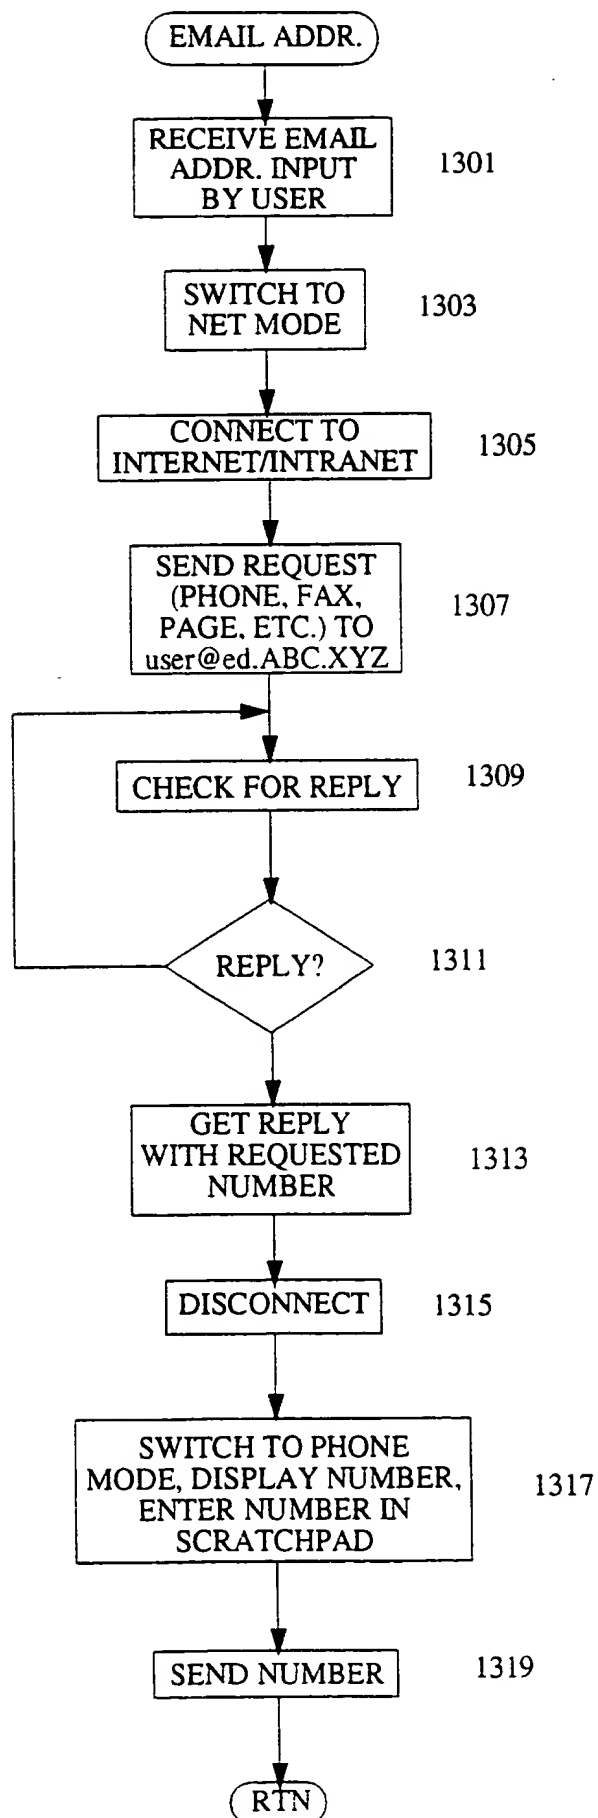 EMAIL ADDR.
RECEIVE EMAIL
ADDR. INPUT
BY USER
1301
SWITCH TO
NET MODE
1303
CONNECT TO
INTERNET/INTRANET
1305
SEND REQUEST
(PHONE, FAX,
PAGE, ETC.) TO
user@ed.ABC.XYZ
1307
CHECK FOR REPLY
1309
REPLY?
1311
GET REPLY
WITH REQUESTED
NUMBER
1313
DISCONNECT
1315
SWITCH TO PHONE
MODE, DISPLAY NUMBER,
ENTER NUMBER IN
SCRATCHPAD
1317
SEND NUMBER
1319
RTN